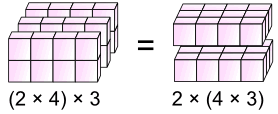 =
(2 × 4) × 3
2 × (4 × 3)